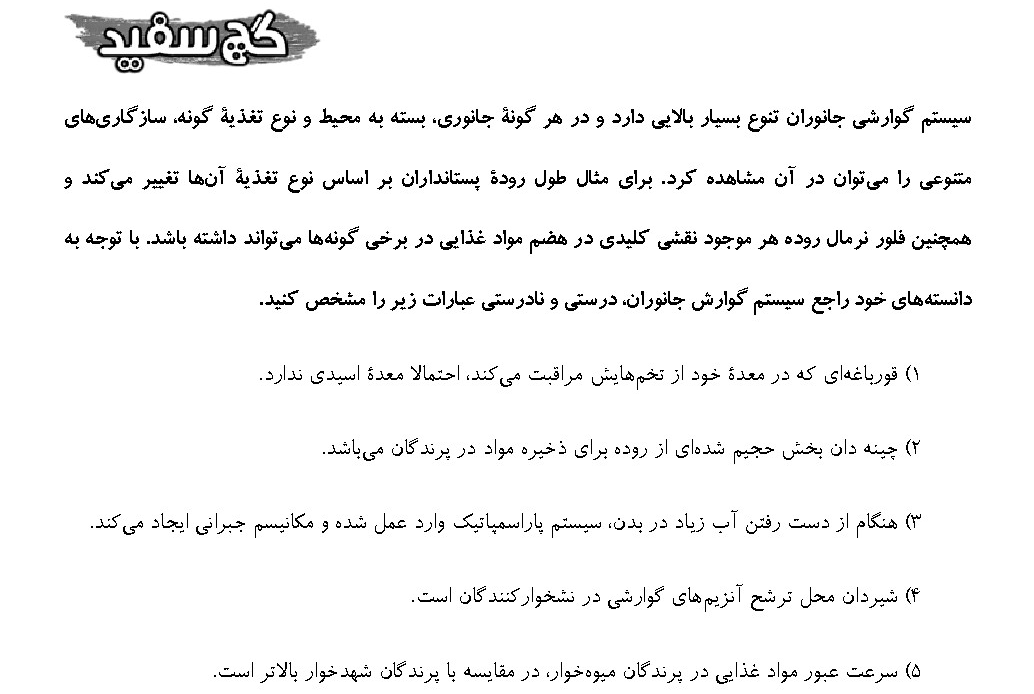 گچ سفید
سیستم گوارشی جانوران تنوع بسیار بالایی دارد و در هر گونهٔ جانوری، بسته به محیط و نوع تغذیهٔ گونه، سازگاری‌های
متنوعی را می‌توان در آن مشاهده کرد. برای مثال طول رودهٔ پستانداران بر اساس نوع تغذیهٔ آن‌ها تغییر می‌کند و
همچنین فلور نرمال روده هر موجود نقشی کلیدی در هضم مواد غذایی در برخی گونه‌ها می‌تواند داشته باشد. با توجه به
دانسته‌های خود راجع سیستم گوارش جانوران، درستی و نادرستی عبارات زیر را مشخص کنید.
۱) قورباغه‌ای که در معدهٔ خود از تخم‌هایش مراقبت می‌کند، احتمالا معدهٔ اسیدی ندارد.
۲) چینه دان بخش حجیم شده‌ای از روده برای ذخیره مواد در پرندگان می‌باشد.
۳) هنگام از دست رفتن آب زیاد در بدن، سیستم پاراسمپاتیک وارد عمل شده و مکانیسم جبرانی ایجاد می‌کند.
۴) شیردان محل ترشح آنزیم‌های گوارشی در نشخوارکنندگان است.
۵) سرعت عبور مواد غذایی در پرندگان میوه‌خوار، در مقایسه با پرندگان شهدخوار بالاتر است.